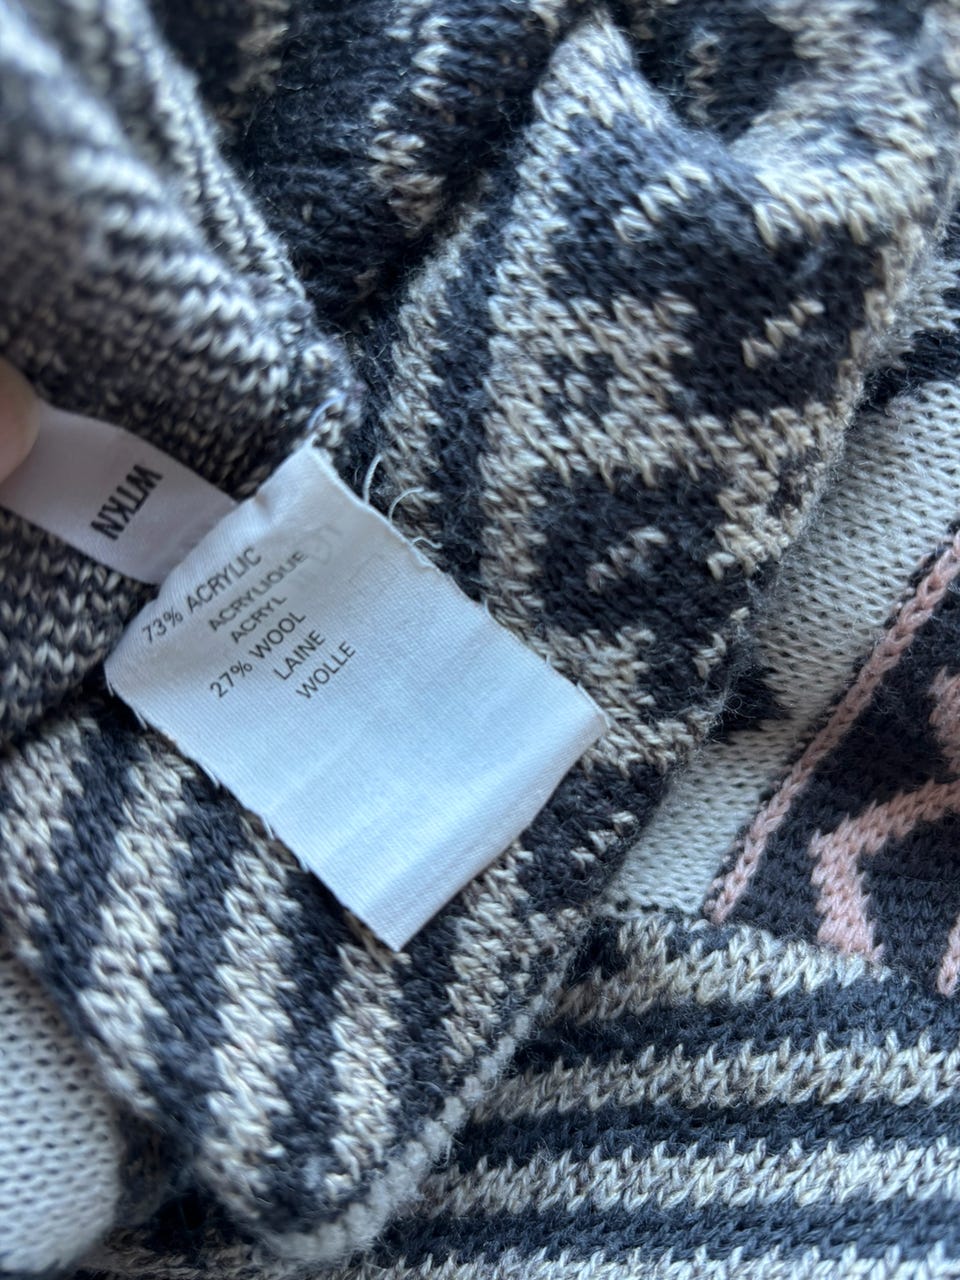 WTKN
73% ACRYLIC
ACRYLIQUE
ACRYL
27% WOOL
LAINE
WOLLE